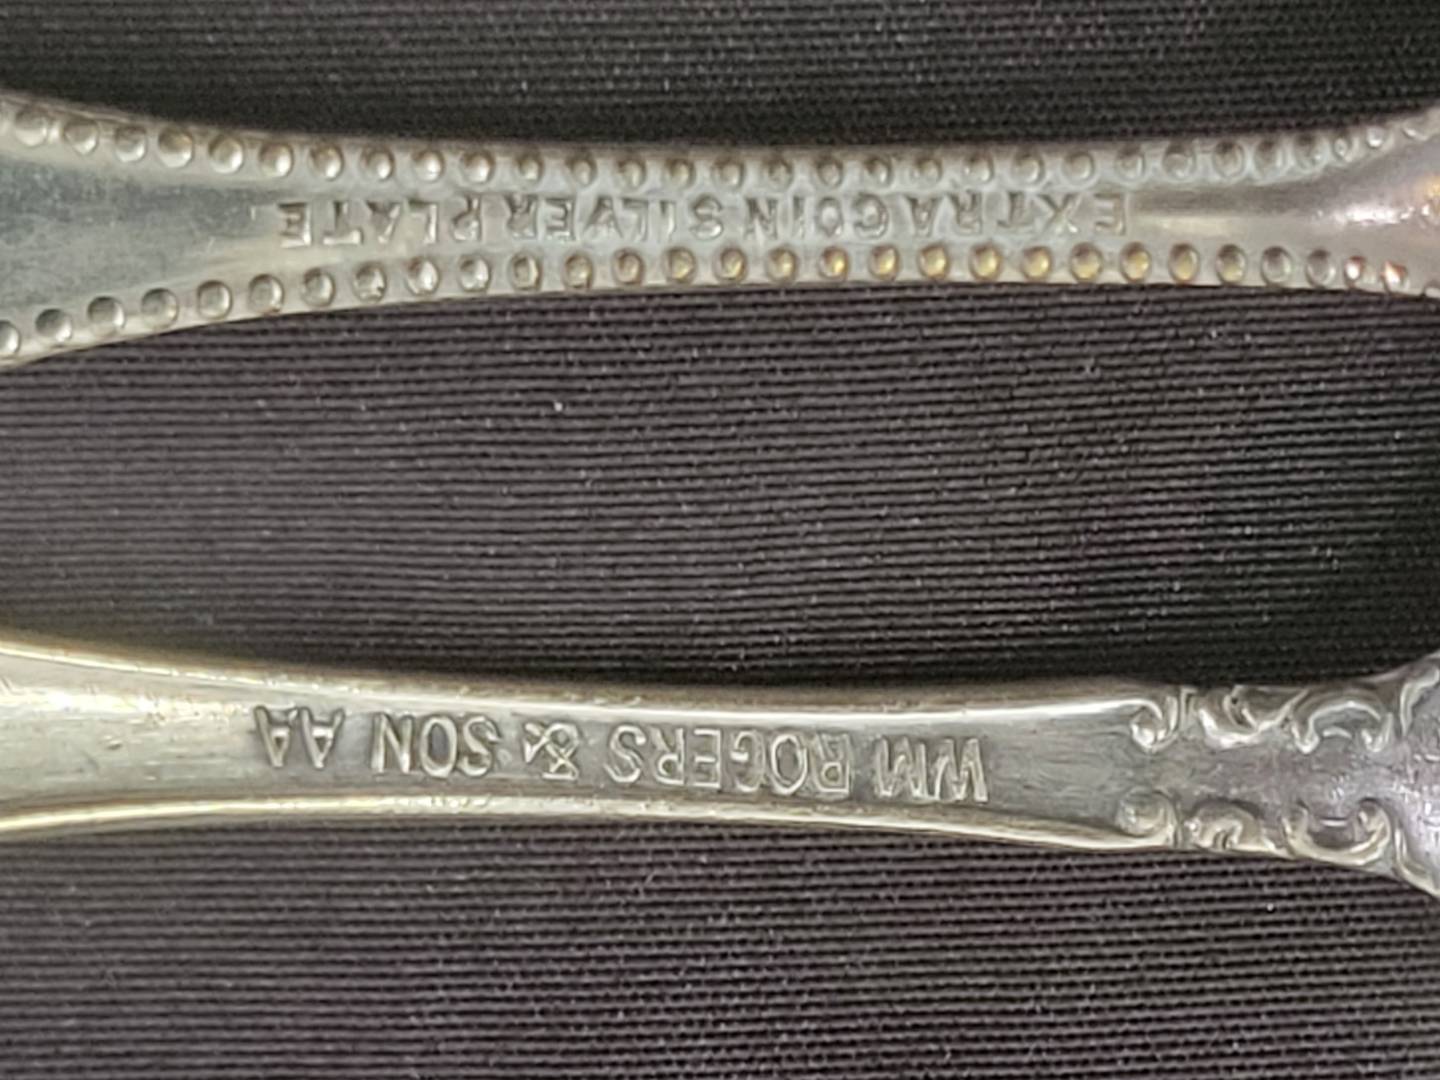 EXTRA COIN SILVER PLATE
WM ROGERS & SON AA